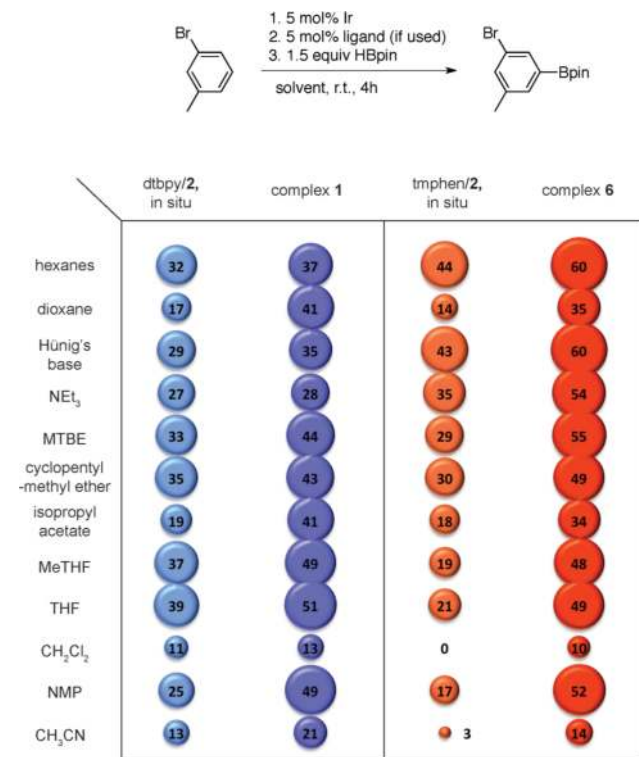 1. 5 mol% Ir
Br
2. 5 mol% ligand (if used)
Br
3. 1.5 equiv HBpin
Bpin
solvent, r.t., 4h
dtbpy/2, complex 1 tmphen/2, complex 6
in situ in situ
hexanes 32 37 44 60
dioxane 17 41 14 35
Hünig's
base 29 35 43 60
NEt3 27 28 35 54
MTBE 33 44 29 55
cyclopentyl
-methyl ether 35 43 30 49
isopropyl
acetate 19 41 18 34
MeTHF 37 49 19 48
THF 39 51 21 49
CH2Cl2 11 13 0 10
NMP 25 49 17 52
CH3CN 13 21 3 14